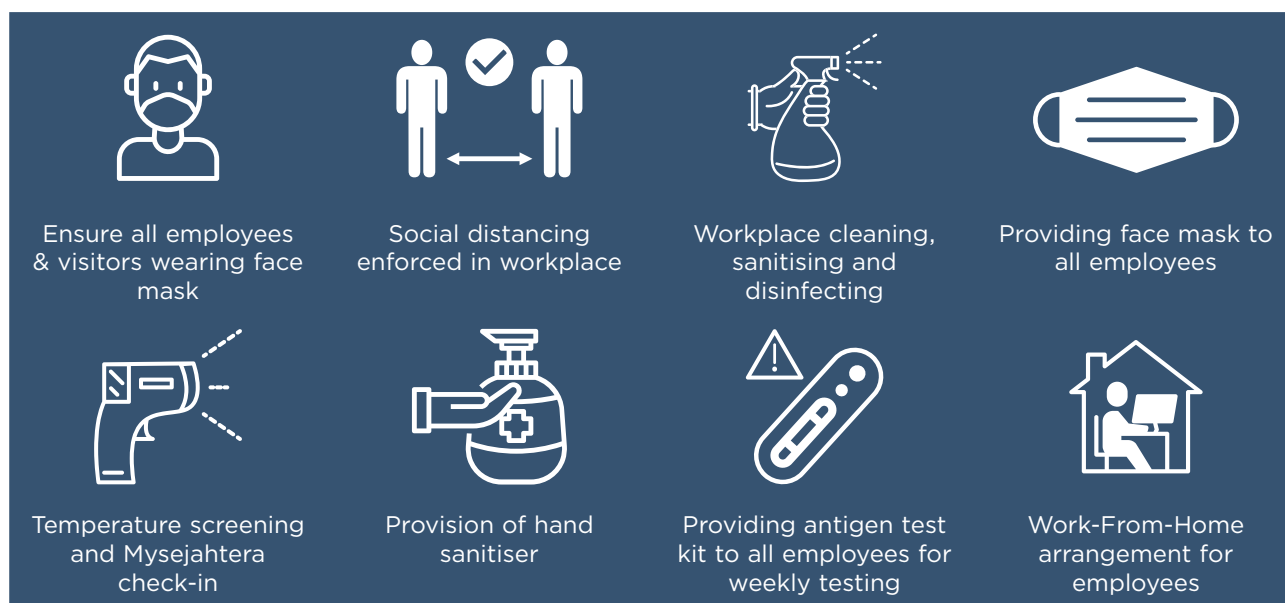 Ensure all employees
& visitors wearing face
mask
Social distancing
enforced in workplace
Workplace cleaning,
sanitising and
disinfecting
Providing face mask to
all employees
Temperature screening
and Mysejahtera
check-in
Provision of hand
sanitiser
Providing antigen test
kit to all employees for
weekly testing
Work-From-Home
arrangement for
employees